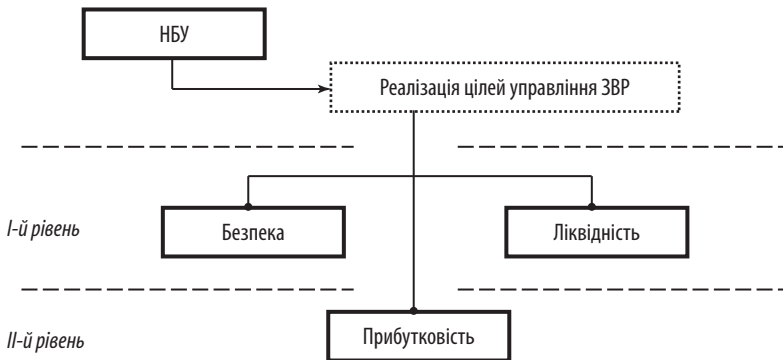 НБУ
Реалізація цілей управління ЗВР
І-й рівень
Безпека
Ліквідність
ІІ-й рівень
Прибутковість